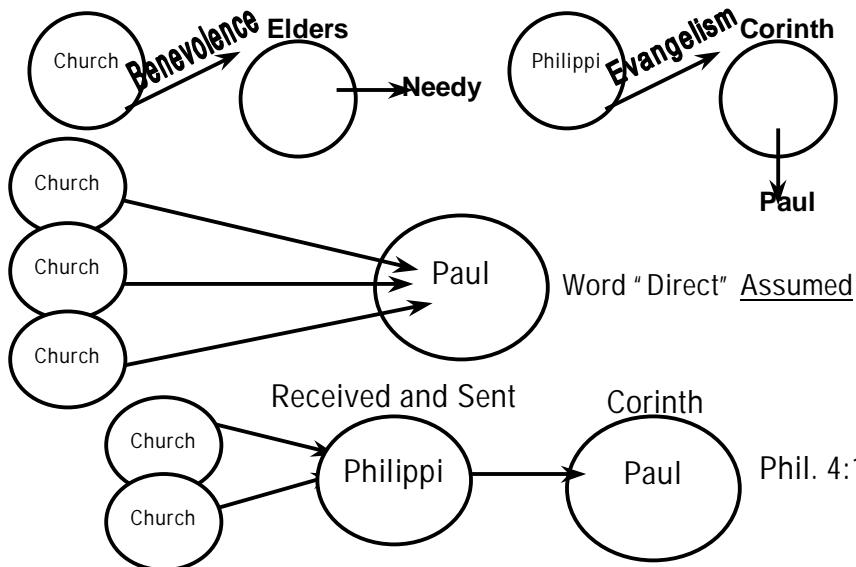 Church
Benevolence
Elders
Needy
Philippi
Evangelism
Corinth
Paul
Church
Church
Church
Paul
Word "Direct" Assumed
Received and Sent
Church
Church
Philippi
Corinth
Paul
Phil. 4:1